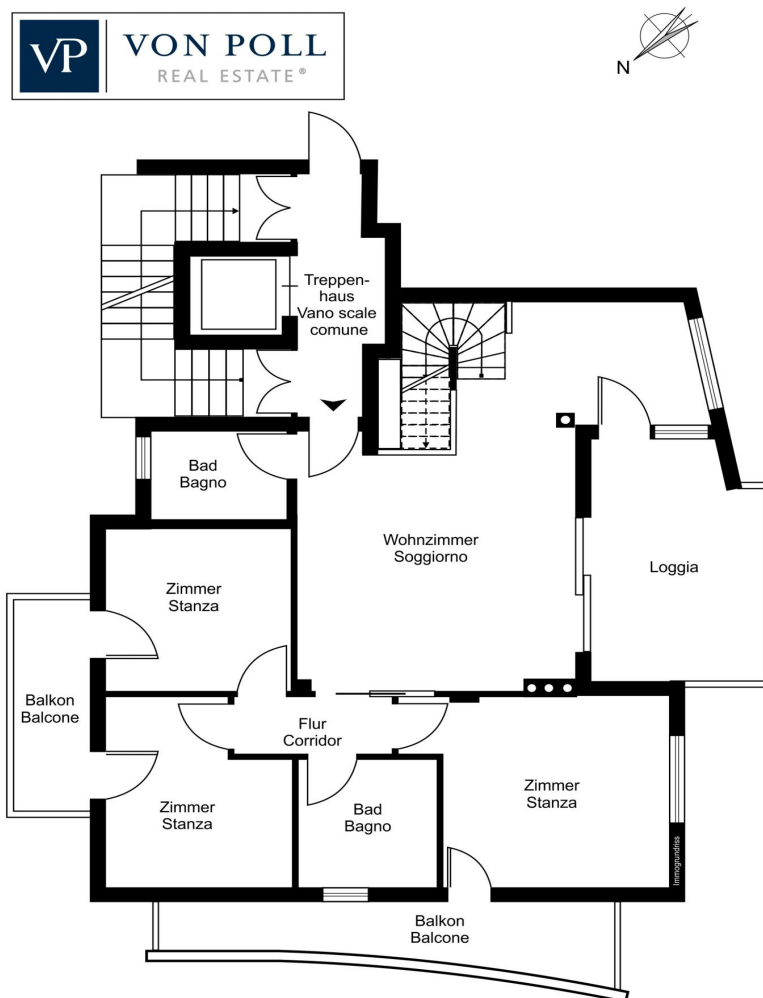 VP VON POLL
REAL ESTATE®
N
Treppen-
haus
Vano scale
comune
Bad
Bagno
Wohnzimmer
Soggiorno
Loggia
Zimmer
Stanza
Balkon
Balcone
Flur
Corridor
Zimmer
Stanza
Zimmer
Stanza
Bad
Bagno
Immogrundriss
Balkon
Balcone